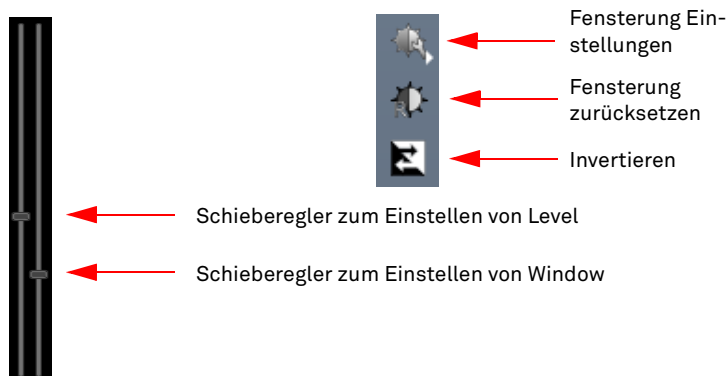 Fensterung Ein-
stellungen
Fensterung
zurücksetzen
Invertieren
Schieberegler zum Einstellen von Level
Schieberegler zum Einstellen von Window